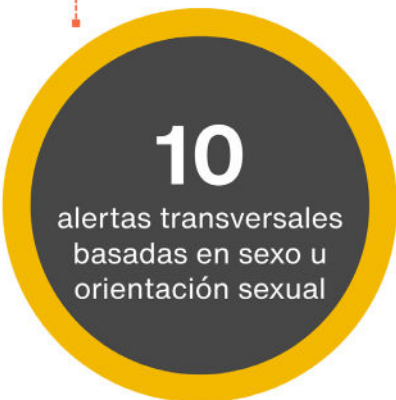 10
alertas transversales
basadas en sexo u
orientación sexual